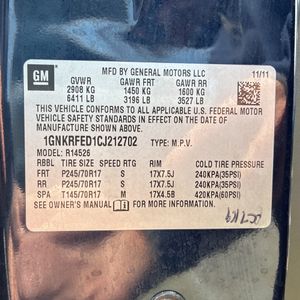 GM
MFD BY GENERAL MOTORS LLC 11/11
GVWR GAWR FRT GAWR RR
2908 KG 1450 KG 1600 KG
6411 LB 3196 LB 3527 LB
THIS VEHICLE CONFORMS TO ALL APPLICABLE U.S. FEDERAL MOTOR
VEHICLE SAFETY STANDARDS IN EFFECT ON THE DATE OF
MANUFACTURE SHOWN ABOVE.
1GNKRFED1CJ212702 TYPE: M.P.V.
MODEL: R14526
RBBL TIRE SIZE SPEED RTG RIM COLD TIRE PRESSURE
FRT P245/70R17 S 17X7.5J 240KPA(35PSI)
RR P245/70R17 S 17X7.5J 240KPA(35PSI)
SPA T145/70R17 M 17X4.5B 420KPA(60PSI)
SEE OWNER MANUAL